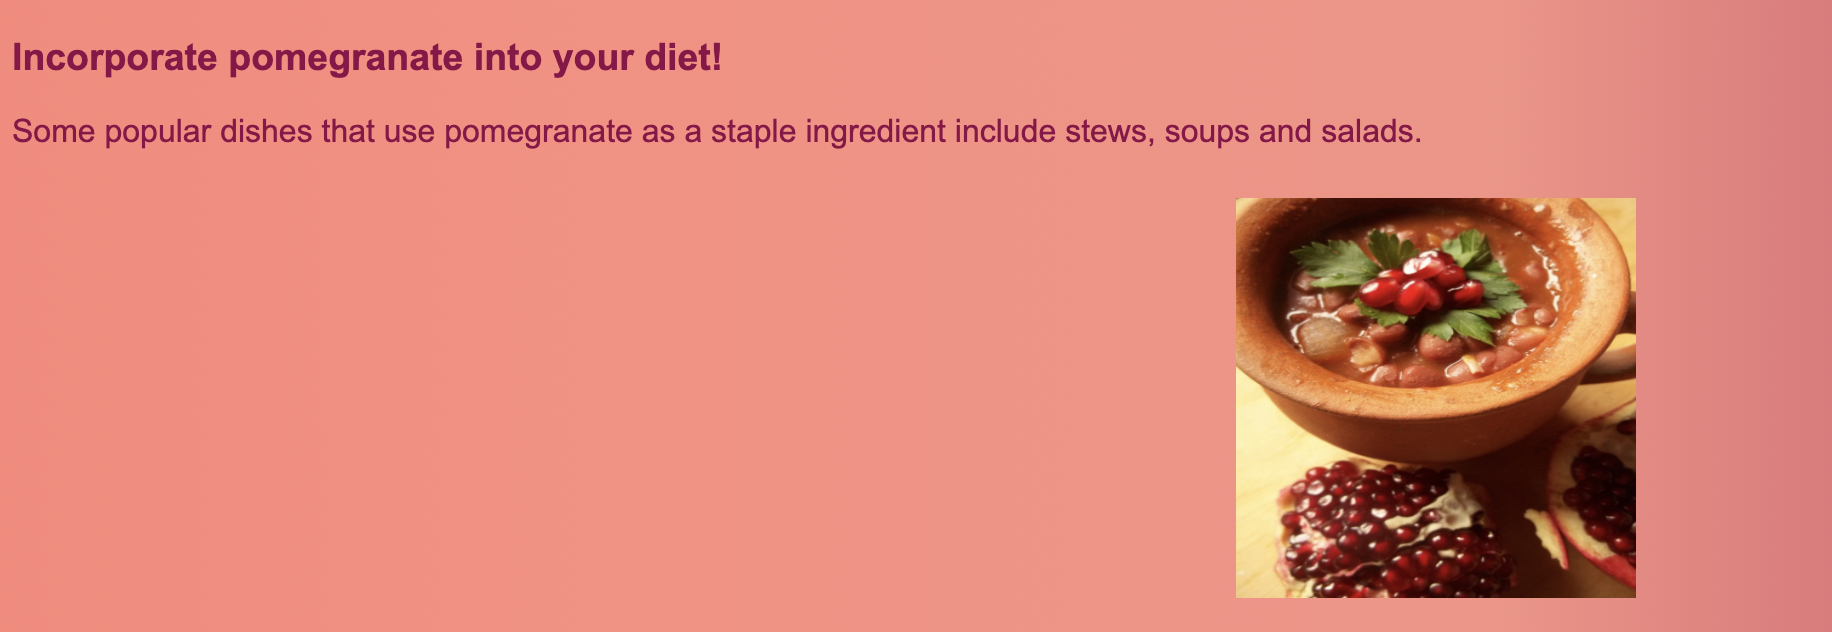 Incorporate pomegranate into your diet!
Some popular dishes that use pomegranate as a staple ingredient include stews, soups and salads.